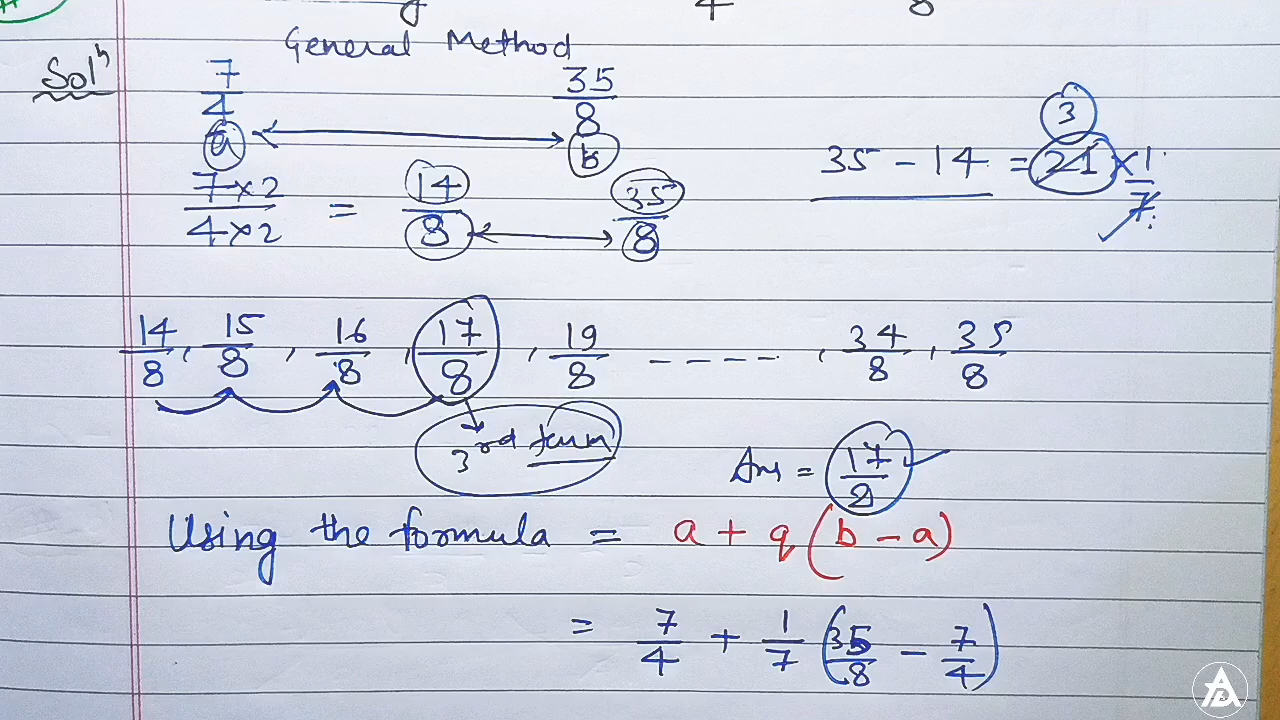 4 8
General Method
Solⁿ 7/4 35/8
a b
35 - 14 = 21 × 1/7
3
7×2/4×2 = 14/8 35/8
14/8, 15/8, 16/8, 17/8, 19/8 ----, 34/8, 35/8
3rd term
Ans = 17/8
Using the formula = a + q(b - a)
= 7/4 + 1/7 (35/8 - 7/4)